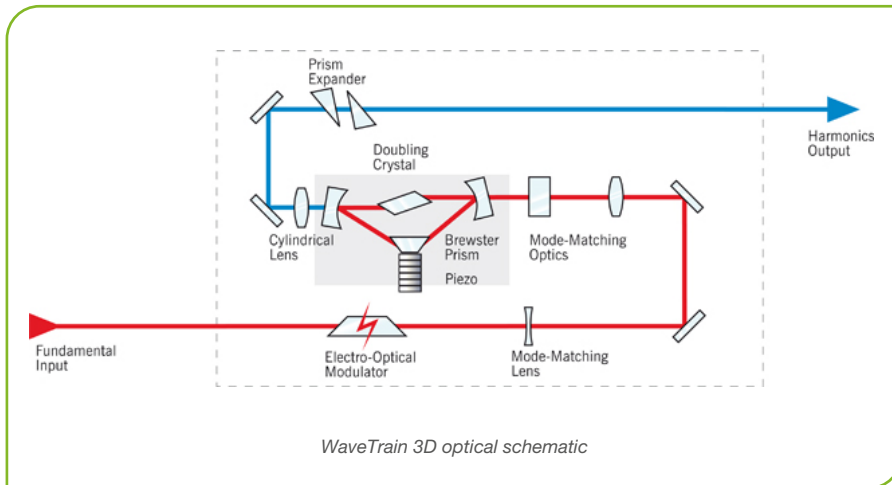 Prism
Expander
Harmonics
Output
Doubling
Crystal
Cylindrical
Lens
Brewster
Prism
Piezo
Mode-Matching
Optics
Fundamental
Input
Electro-Optical
Modulator
Mode-Matching
Lens
WaveTrain 3D optical schematic